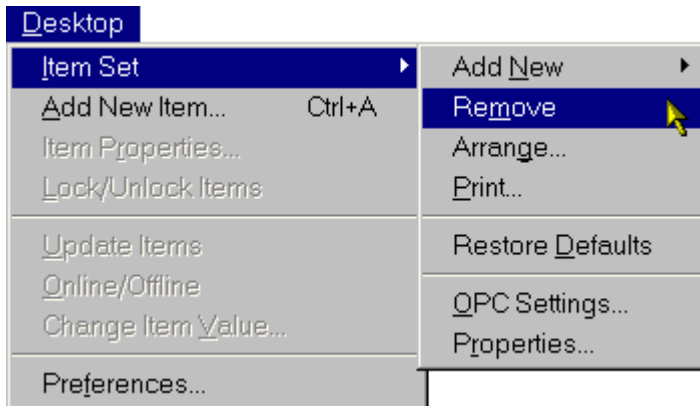 Desktop
Item Set
Add New Item... Ctrl+A
Item Properties...
Lock/Unlock Items
Update Items
Online/Offline
Change Item Value...
Preferences...
Add New
Remove
Arrange...
Print...
Restore Defaults
OPC Settings...
Properties...